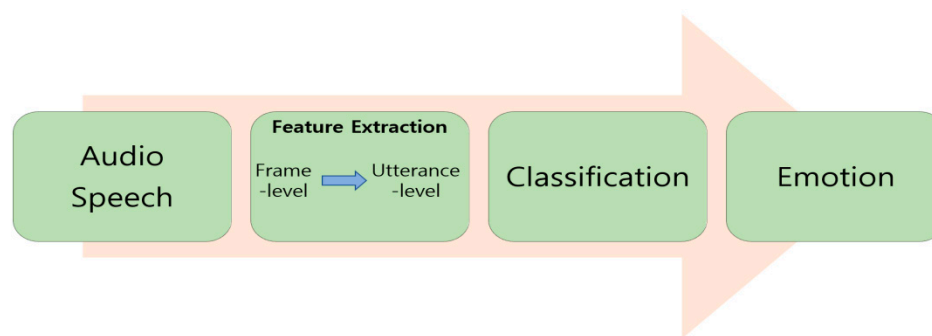 Audio
Speech
Feature Extraction
Frame
-level
Utterance
-level
Classification
Emotion